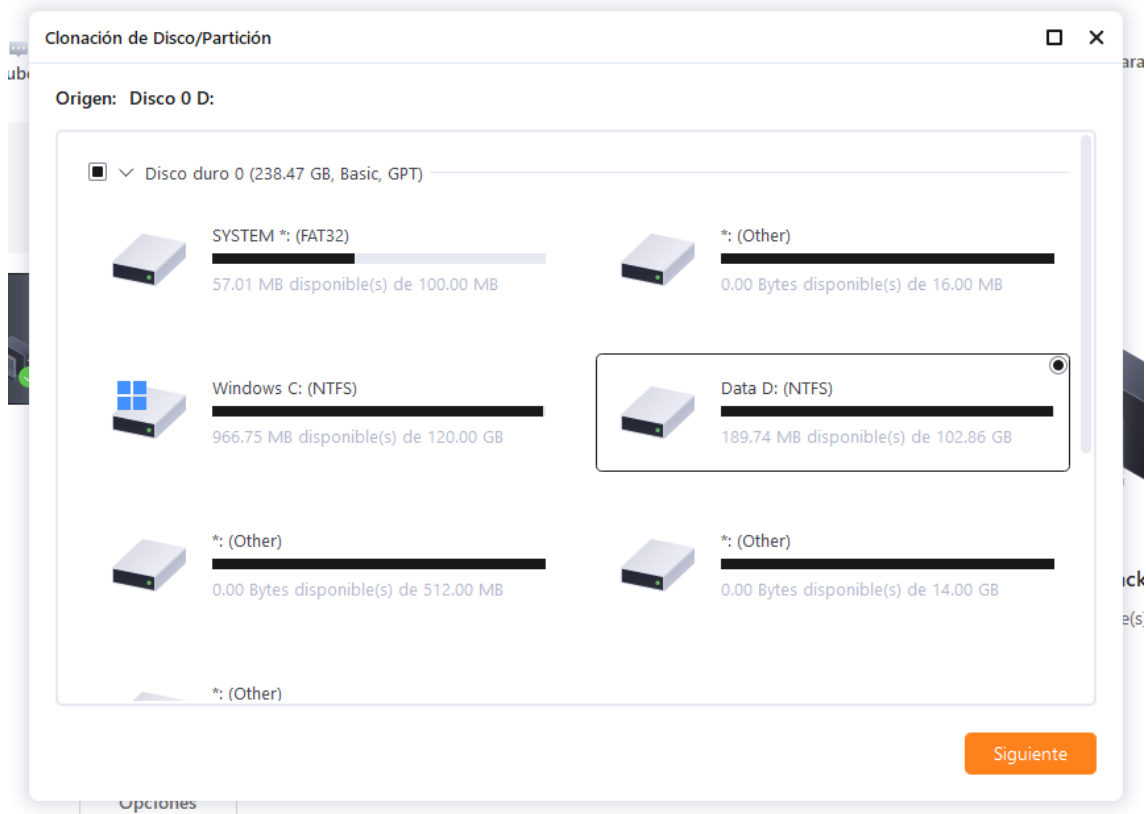 Clonación de Disco/Partición
Origen: Disco 0 D:
Disco duro 0 (238.47 GB, Basic, GPT)
SYSTEM *: (FAT32)
57.01 MB disponible(s) de 100.00 MB
*: (Other)
0.00 Bytes disponible(s) de 16.00 MB
Windows C: (NTFS)
966.75 MB disponible(s) de 120.00 GB
Data D: (NTFS)
189.74 MB disponible(s) de 102.86 GB
*: (Other)
0.00 Bytes disponible(s) de 512.00 MB
*: (Other)
0.00 Bytes disponible(s) de 14.00 GB
*: (Other)
Siguiente
Opciones